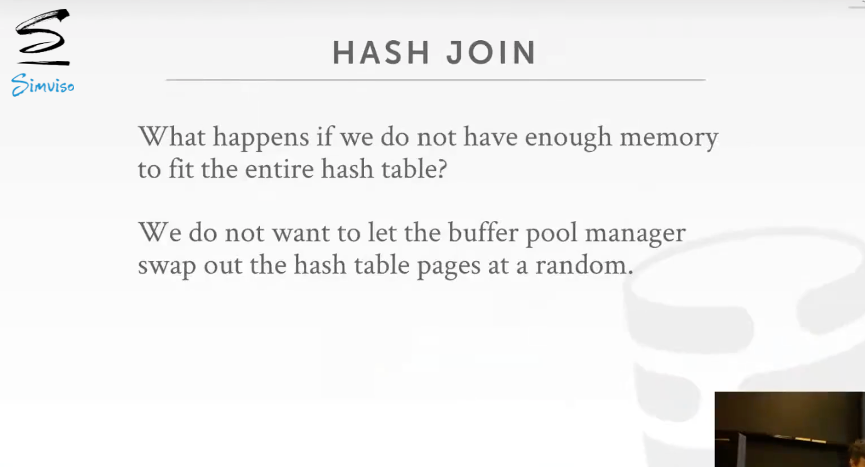 Simviso
HASH JOIN
What happens if we do not have enough memory
to fit the entire hash table?
We do not want to let the buffer pool manager
swap out the hash table pages at a random.